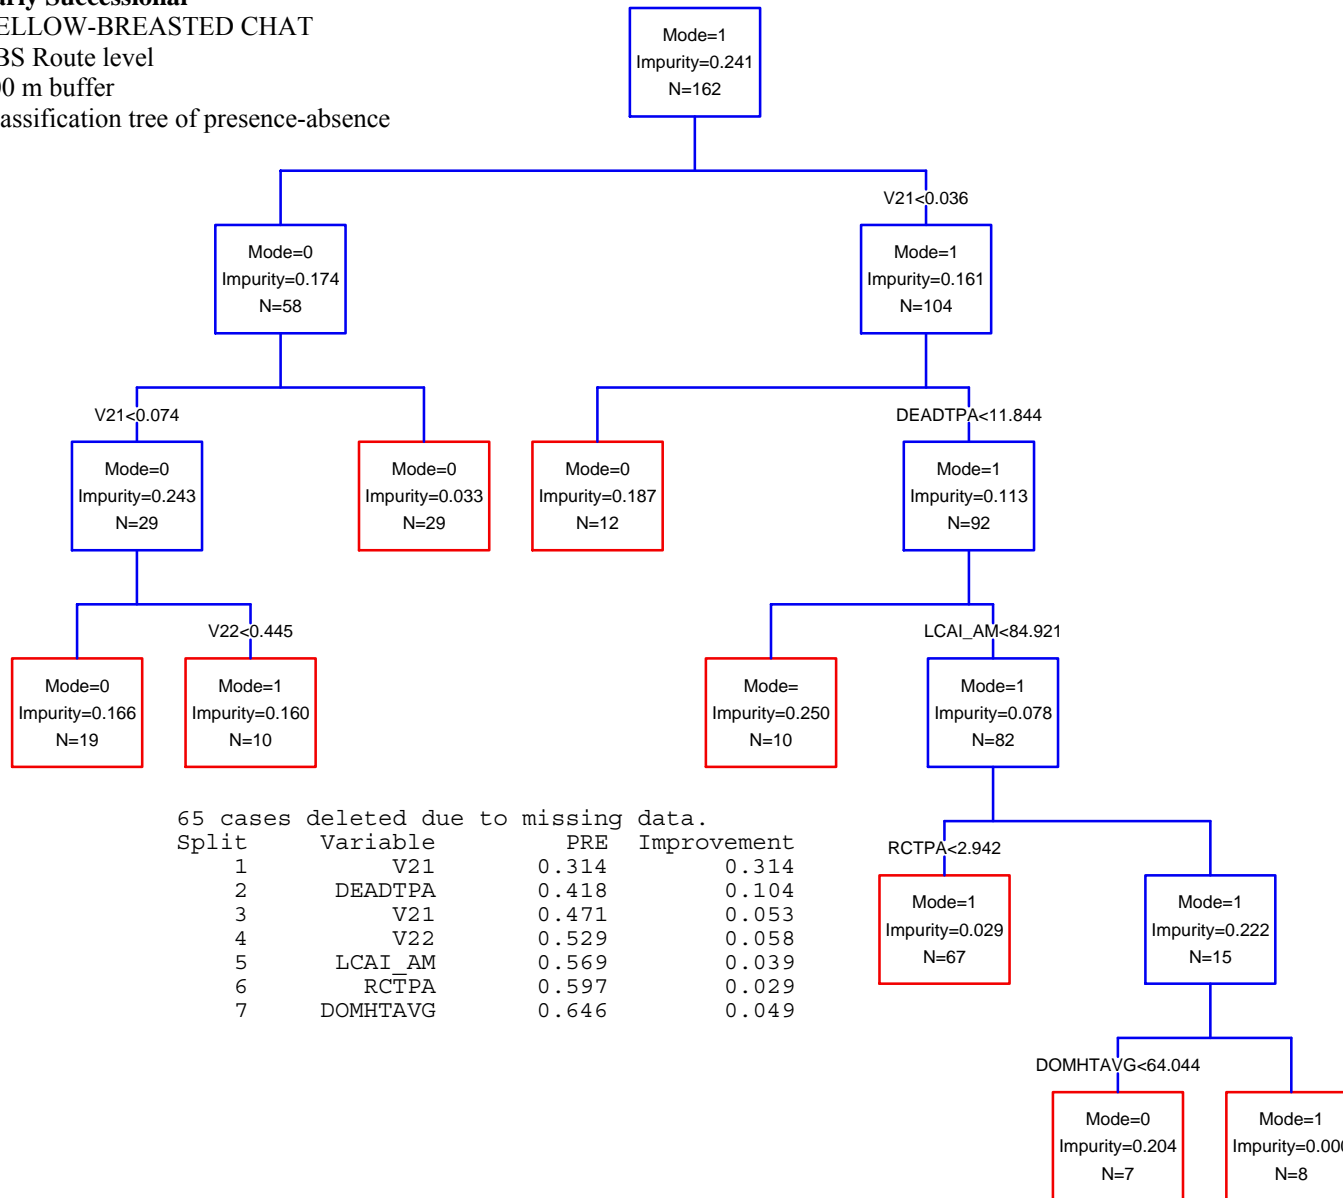 arly Successional
ELLOW-BREASTED CHAT
BS Route level
00 m buffer
assification tree of presence-absence
Mode=1
Impurity=0.241
N=162
V21<0.036
Mode=0
Impurity=0.174
N=58
Mode=1
Impurity=0.161
N=104
V21<0.074
DEADTPA<11.844
Mode=0
Impurity=0.243
N=29
Mode=0
Impurity=0.033
N=29
Mode=0
Impurity=0.187
N=12
Mode=1
Impurity=0.113
N=92
V22<0.445
LCAI_AM<84.921
Mode=0
Impurity=0.166
N=19
Mode=1
Impurity=0.160
N=10
Mode=
Impurity=0.250
N=10
Mode=1
Impurity=0.078
N=82
65 cases deleted due to missing data.
Split Variable PRE Improvement
1 V21 0.314 0.314
2 DEADTPA 0.418 0.104
3 V21 0.471 0.053
4 V22 0.529 0.058
5 LCAI_AM 0.569 0.039
6 RCTPA 0.597 0.029
7 DOMHTAVG 0.646 0.049
RCTPA<2.942
Mode=1
Impurity=0.029
N=67
Mode=1
Impurity=0.222
N=15
DOMHTAVG<64.044
Mode=0
Impurity=0.204
N=7
Mode=1
Impurity=0.000
N=8